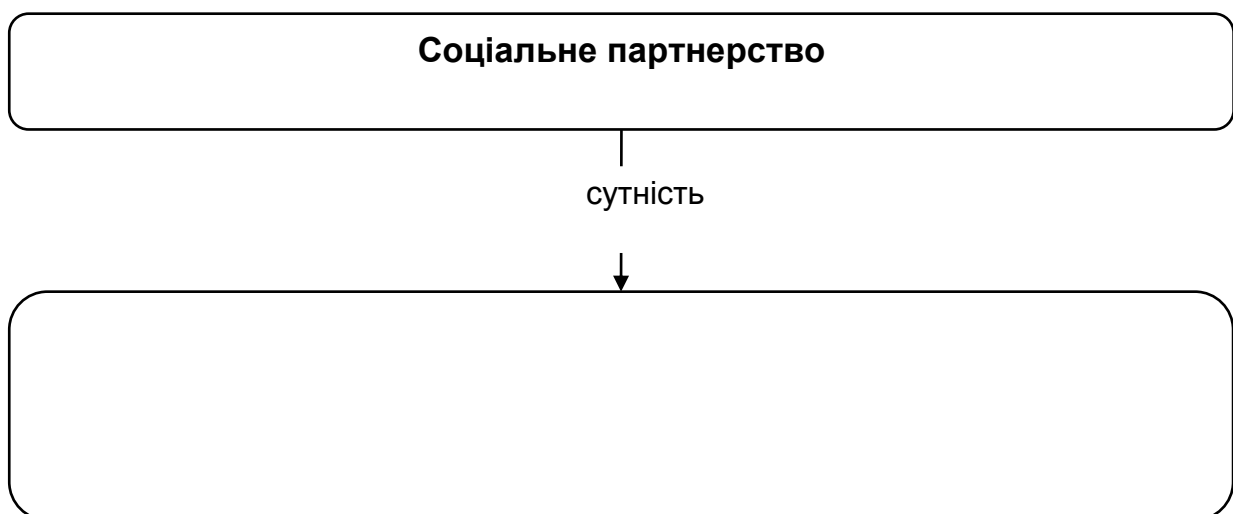 Соціальне партнерство
сутність